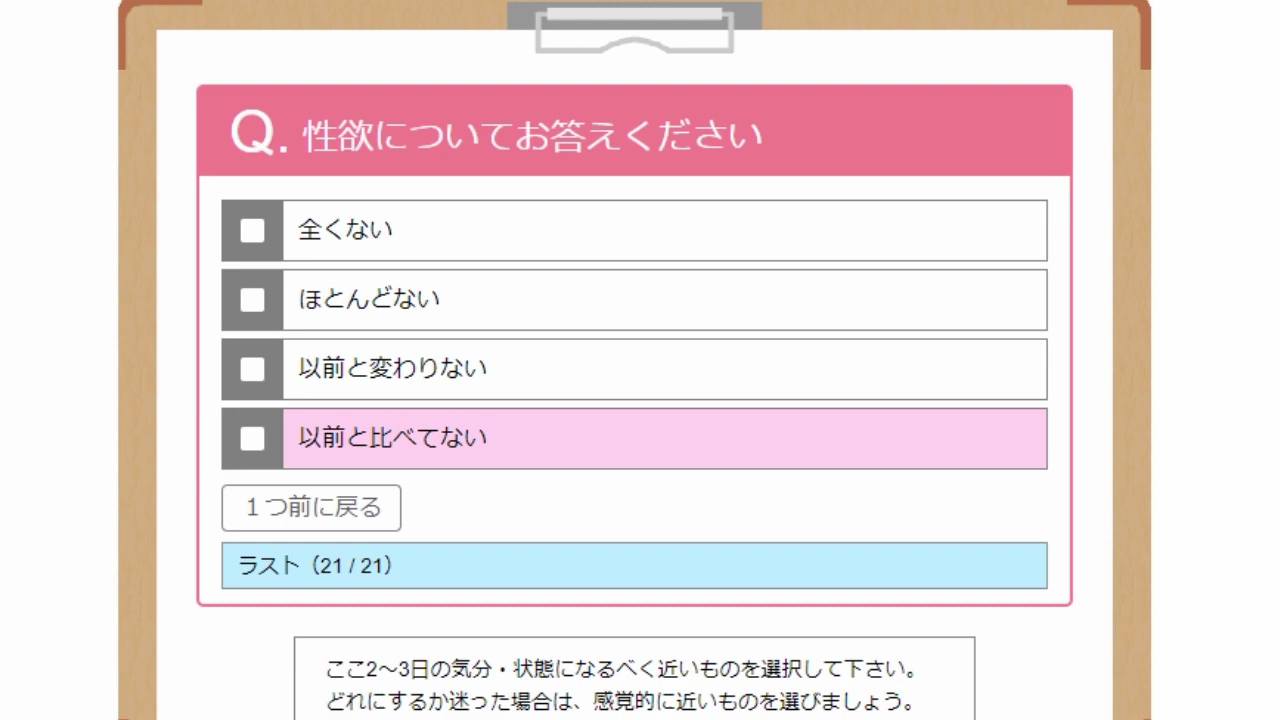 Q. 性欲についてお答えください
全くない
ほとんどない
以前と変わりない
以前と比べてない
１つ前に戻る
ラスト（21 / 21）
ここ2〜3日の気分・状態になるべく近いものを選択して下さい。
どれにするか迷った場合は、感覚的に近いものを選びましょう。